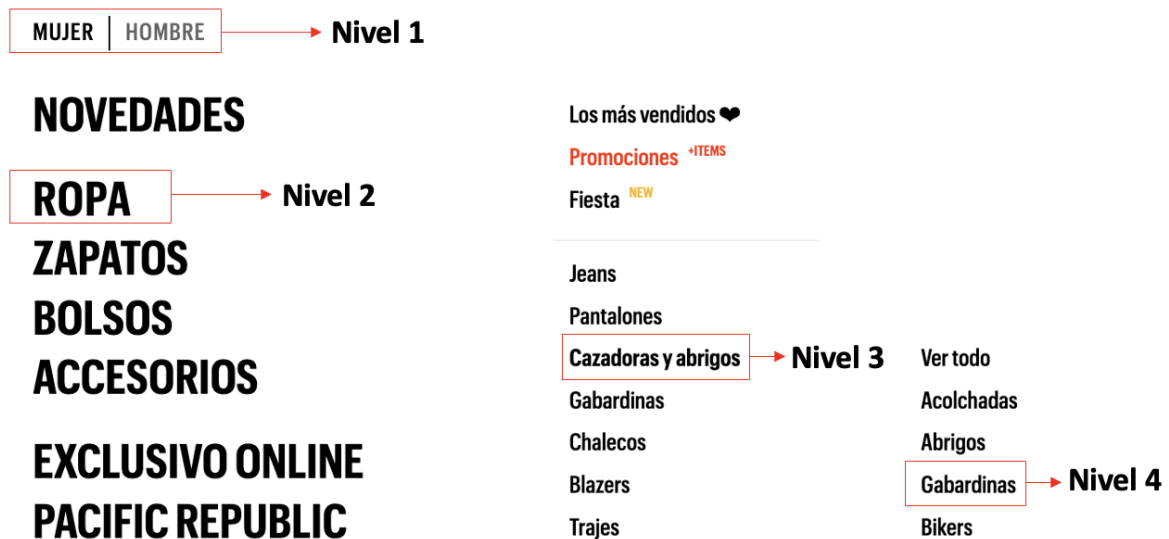 MUJER | HOMBRE Nivel 1
NOVEDADES
ROPA Nivel 2
ZAPATOS
BOLSOS
ACCESORIOS
EXCLUSIVO ONLINE
PACIFIC REPUBLIC
Los más vendidos ❤
Promociones +ITEMS
Fiesta NEW
Jeans
Pantalones
Cazadoras y abrigos Nivel 3
Gabardinas
Chalecos
Blazers
Trajes
Ver todo
Acolchadas
Abrigos
Gabardinas Nivel 4
Bikers